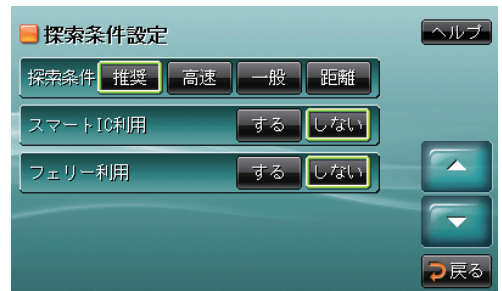 探索条件設定 ヘルプ
探索条件 推奨 高速 一般 距離
スマートIC利用 する しない
フェリー利用 する しない
戻る